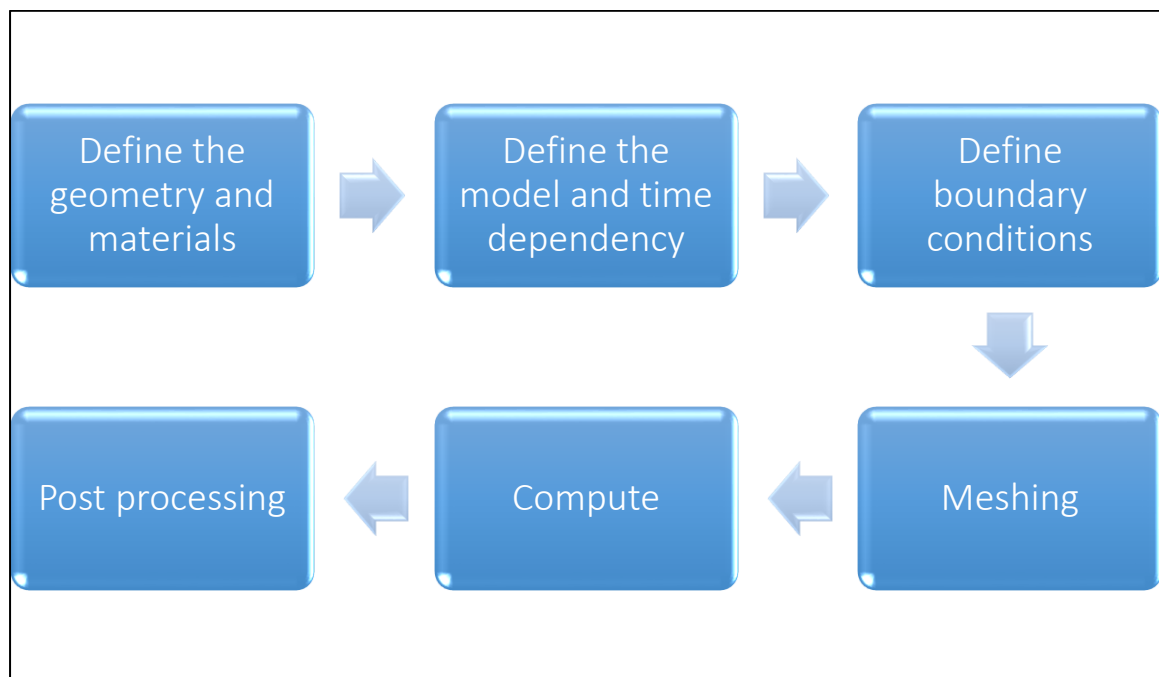 Define the
geometry and
materials
Define the
model and time
dependency
Define
boundary
conditions
Meshing
Compute
Post processing